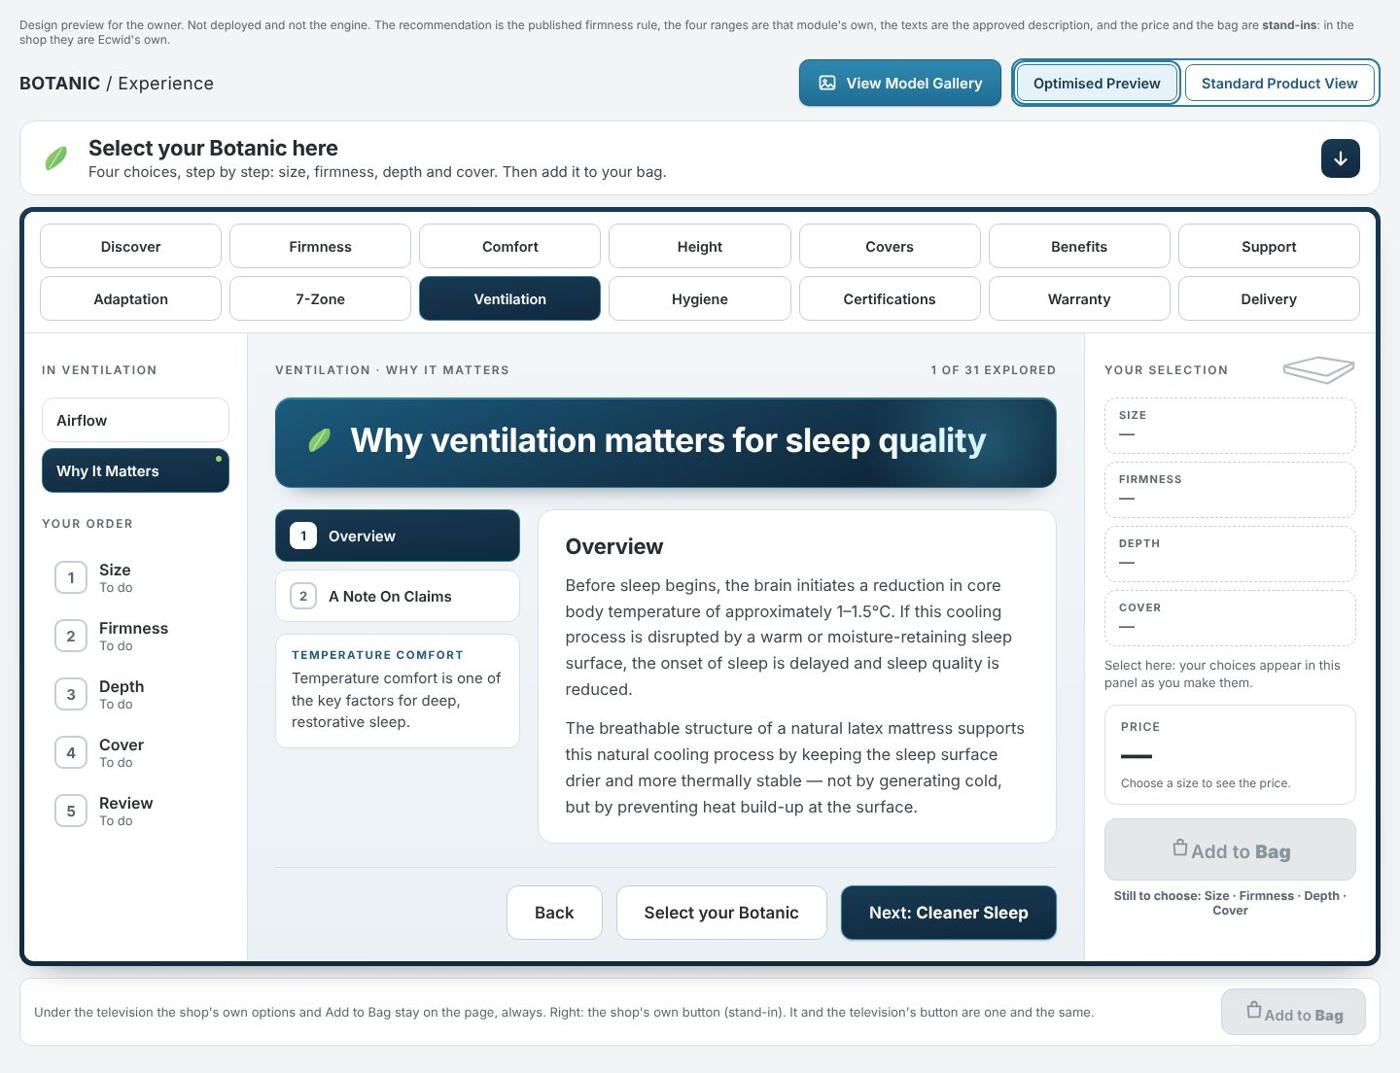 Design preview for the owner. Not deployed and not the engine. The recommendation is the published firmness rule, the four ranges are that module's own, the texts are the approved description, and the price and the bag are stand-ins: in the
shop they are Ecwid's own.
BOTANIC / Experience
View Model Gallery
Optimised Preview
Standard Product View
Select your Botanic here
Four choices, step by step: size, firmness, depth and cover. Then add it to your bag.
Discover
Firmness
Comfort
Height
Covers
Benefits
Support
Adaptation
7-Zone
Ventilation
Hygiene
Certifications
Warranty
Delivery
IN VENTILATION
Airflow
Why It Matters
YOUR ORDER
1 Size
To do
2 Firmness
To do
3 Depth
To do
4 Cover
To do
5 Review
To do
VENTILATION · WHY IT MATTERS
1 OF 31 EXPLORED
Why ventilation matters for sleep quality
1 Overview
2 A Note On Claims
TEMPERATURE COMFORT
Temperature comfort is one of
the key factors for deep,
restorative sleep.
Overview
Before sleep begins, the brain initiates a reduction in core
body temperature of approximately 1–1.5°C. If this cooling
process is disrupted by a warm or moisture-retaining sleep
surface, the onset of sleep is delayed and sleep quality is
reduced.
The breathable structure of a natural latex mattress supports
this natural cooling process by keeping the sleep surface
drier and more thermally stable — not by generating cold,
but by preventing heat build-up at the surface.
Back
Select your Botanic
Next: Cleaner Sleep
YOUR SELECTION
SIZE
—
FIRMNESS
—
DEPTH
—
COVER
—
Select here: your choices appear in this
panel as you make them.
PRICE
—
Choose a size to see the price.
Add to Bag
Still to choose: Size · Firmness · Depth ·
Cover
Under the television the shop's own options and Add to Bag stay on the page, always. Right: the shop's own button (stand-in). It and the television's button are one and the same.
Add to Bag